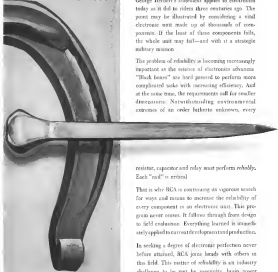 today as it did to riders three centuries ago. The
point may be illustrated by considering a vital
electronic unit made up of thousands of com-
ponents. If the least of these components fails,
the whole unit may fail—and with it a strategic
military mission.
The problem of reliability is becoming increasingly
important as the science of electronics advances.
"Black boxes" are hard pressed to perform more
complicated tasks with increasing efficiency. And
at the same time, the requirements call for smaller
dimensions. Notwithstanding environmental
extremes of an order hitherto unknown, every
resistor, capacitor and relay must perform reliably.
Each "nail" is critical.
That is why RCA is continuing its vigorous search
for ways and means to increase the reliability of
every component in an electronic unit. This pro-
gram never ceases. It follows through from design
to field evaluation. Everything learned is immedi-
ately applied to current development and production.
In seeking a degree of electronic perfection never
before attained, RCA joins hands with others in
this field. This matter of reliability is an industry